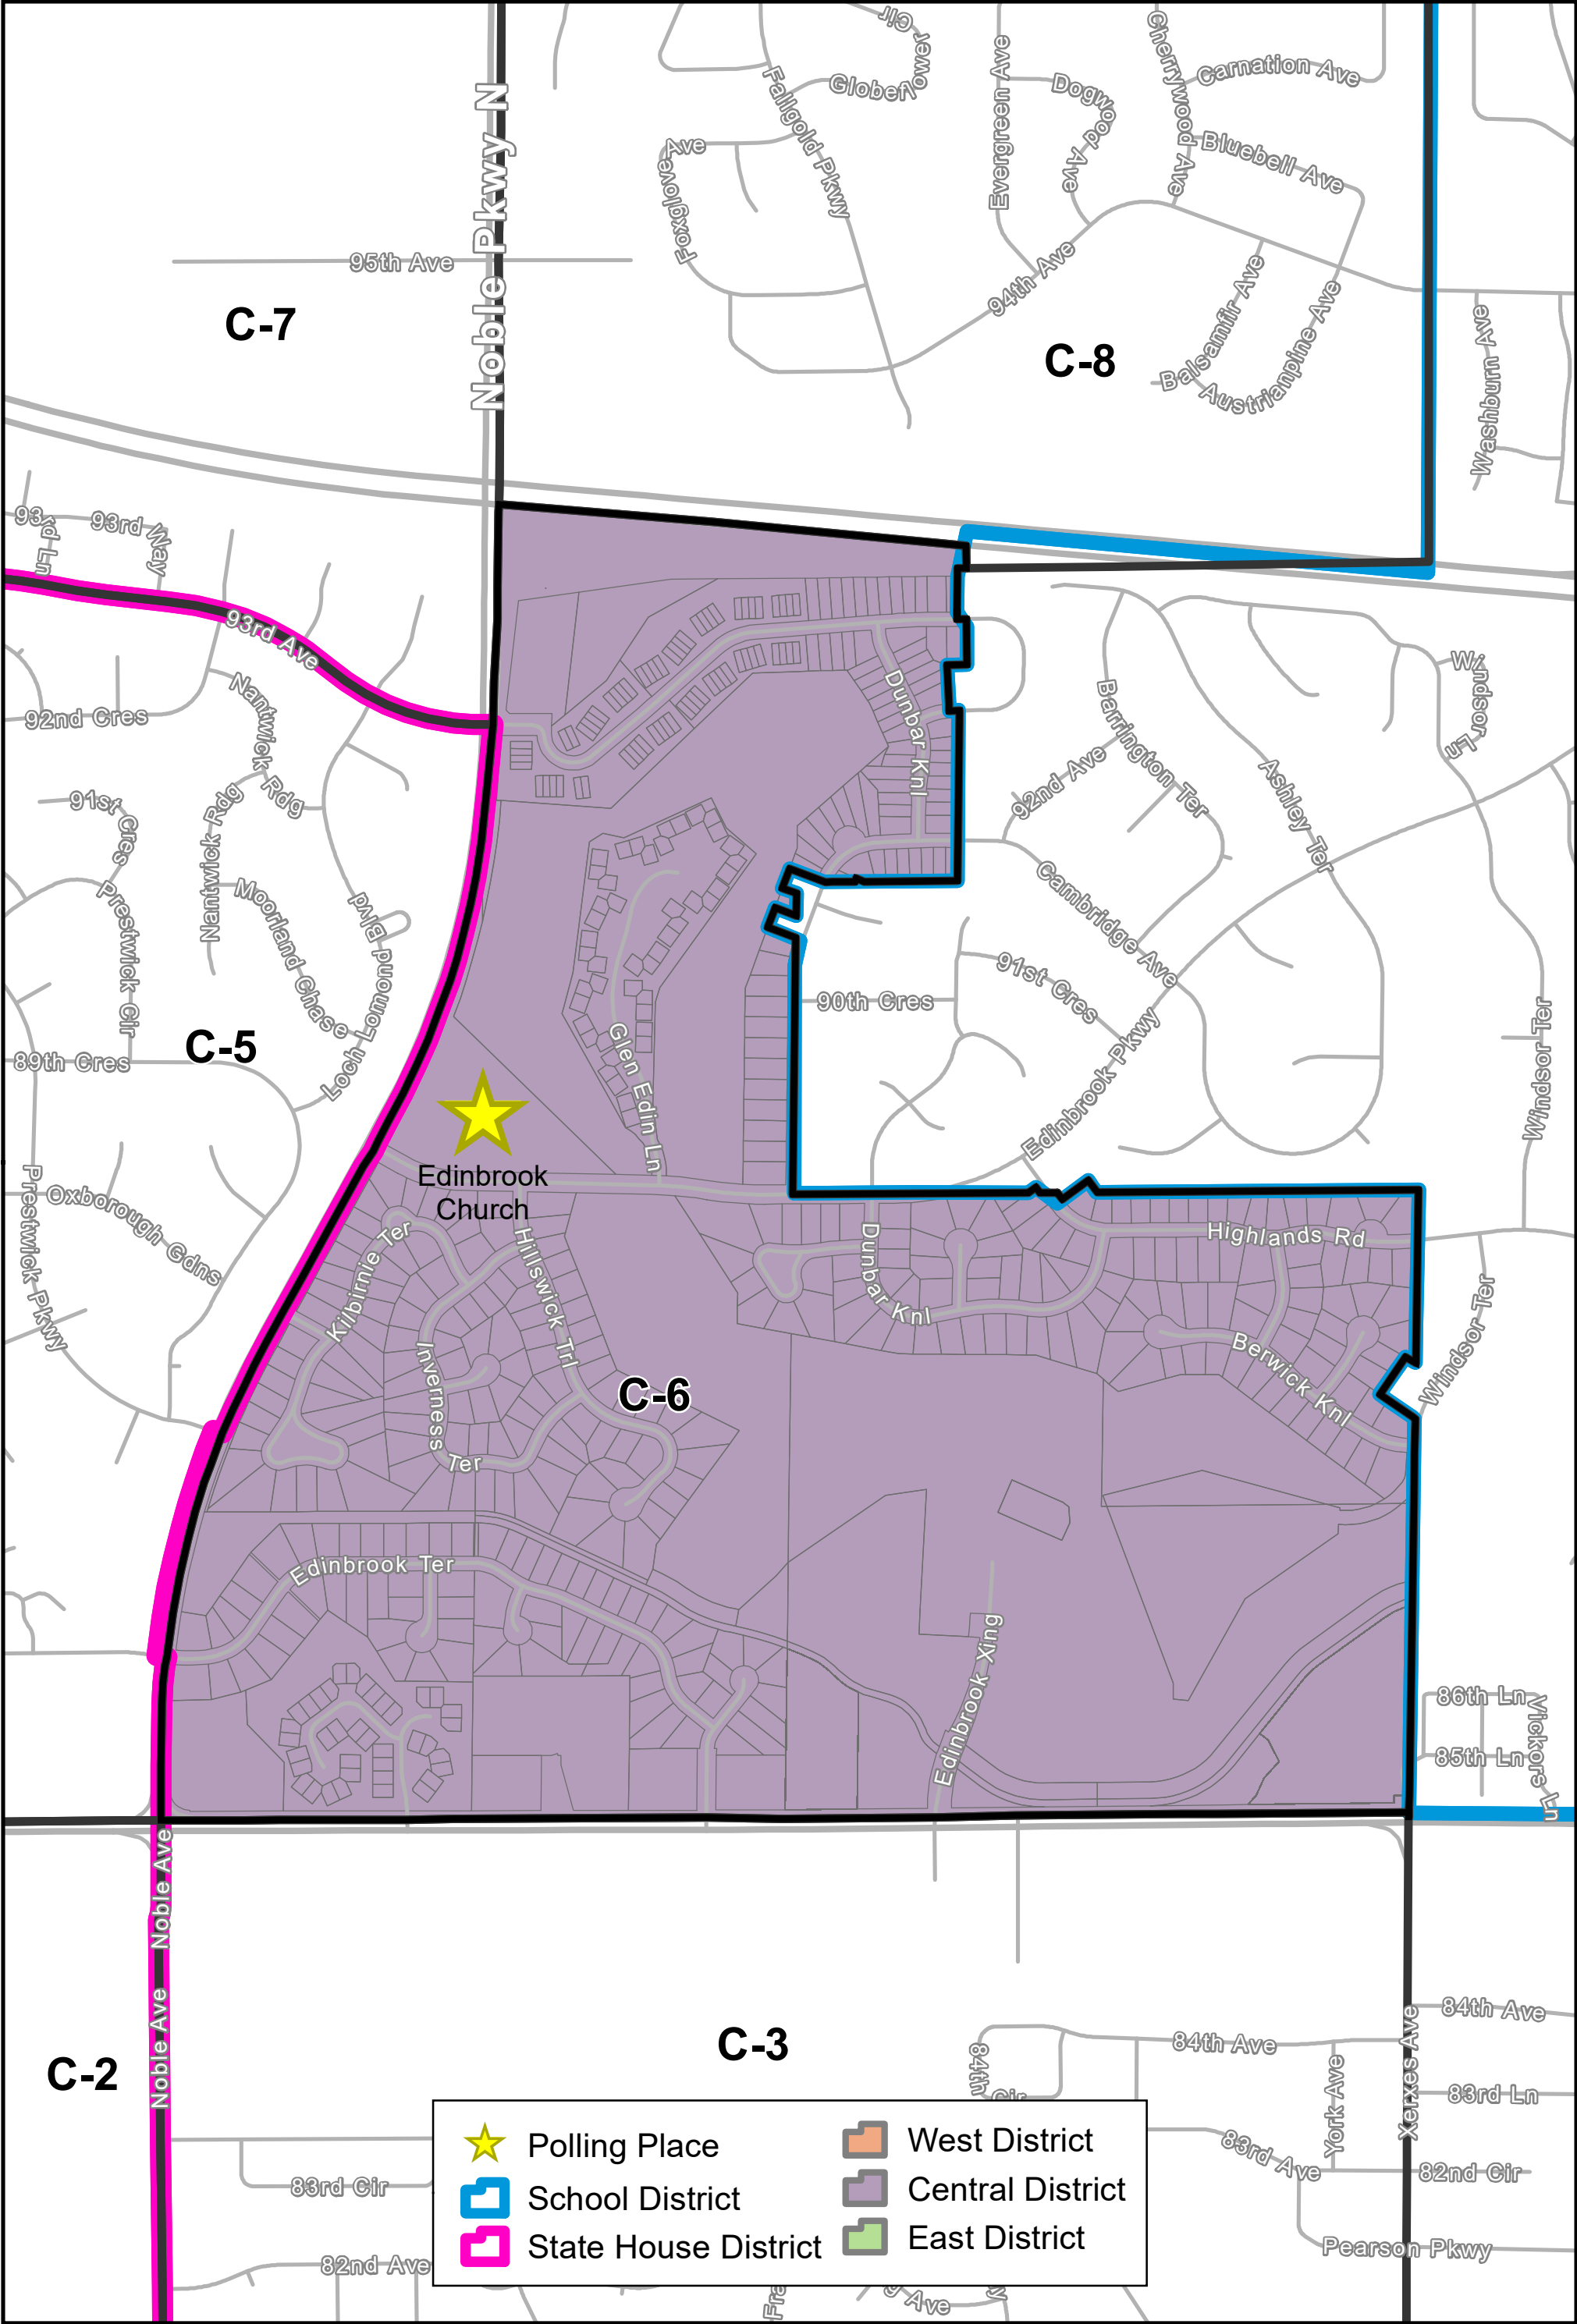 Cir
Globeflower
Fallgold Pkwy
Foxglove
Ave
Evergreen Ave
Dogwood Ave
Cherrywood Ave
Carnation Ave
Bluebell Ave
94th Ave
Balsamfir Ave
Austrianpine Ave
Washburn Ave
Noble Pkwy N
95th Ave
C-7
C-8
93rd Ln
93rd Way
93rd Ave
92nd Cres
Nantwick Rdg
91st Cres
Nantwick Rdg
Prestwick Cir
Moorland Chase
Loch Lomond Blvd
C-5
89th Cres
Prestwick Pkwy
Oxborough Gdns
Dunbar Knl
Barrington Ter
92nd Ave
Ashley Ter
Windsor Ln
Cambridge Ave
91st Cres
90th Cres
Edinbrook Pkwy
Windsor Ter
Glen Edin Ln
Edinbrook
Church
Kilbirnie Ter
Hillswick Trl
Inverness
Ter
C-6
Dunbar Knl
Highlands Rd
Berwick Knl
Windsor Ter
Edinbrook Ter
Edinbrook Xing
86th Ln
85th Ln
Vickors Ln
Noble Ave
Noble Ave
C-2
C-3
84th
Cir
84th Ave
84th Ave
Xerxes Ave
York Ave
83rd Ln
83rd Ave
82nd Cir
Pearson Pkwy
83rd Cir
82nd Ave
Fra
Ave
Polling Place
School District
State House District
West District
Central District
East District